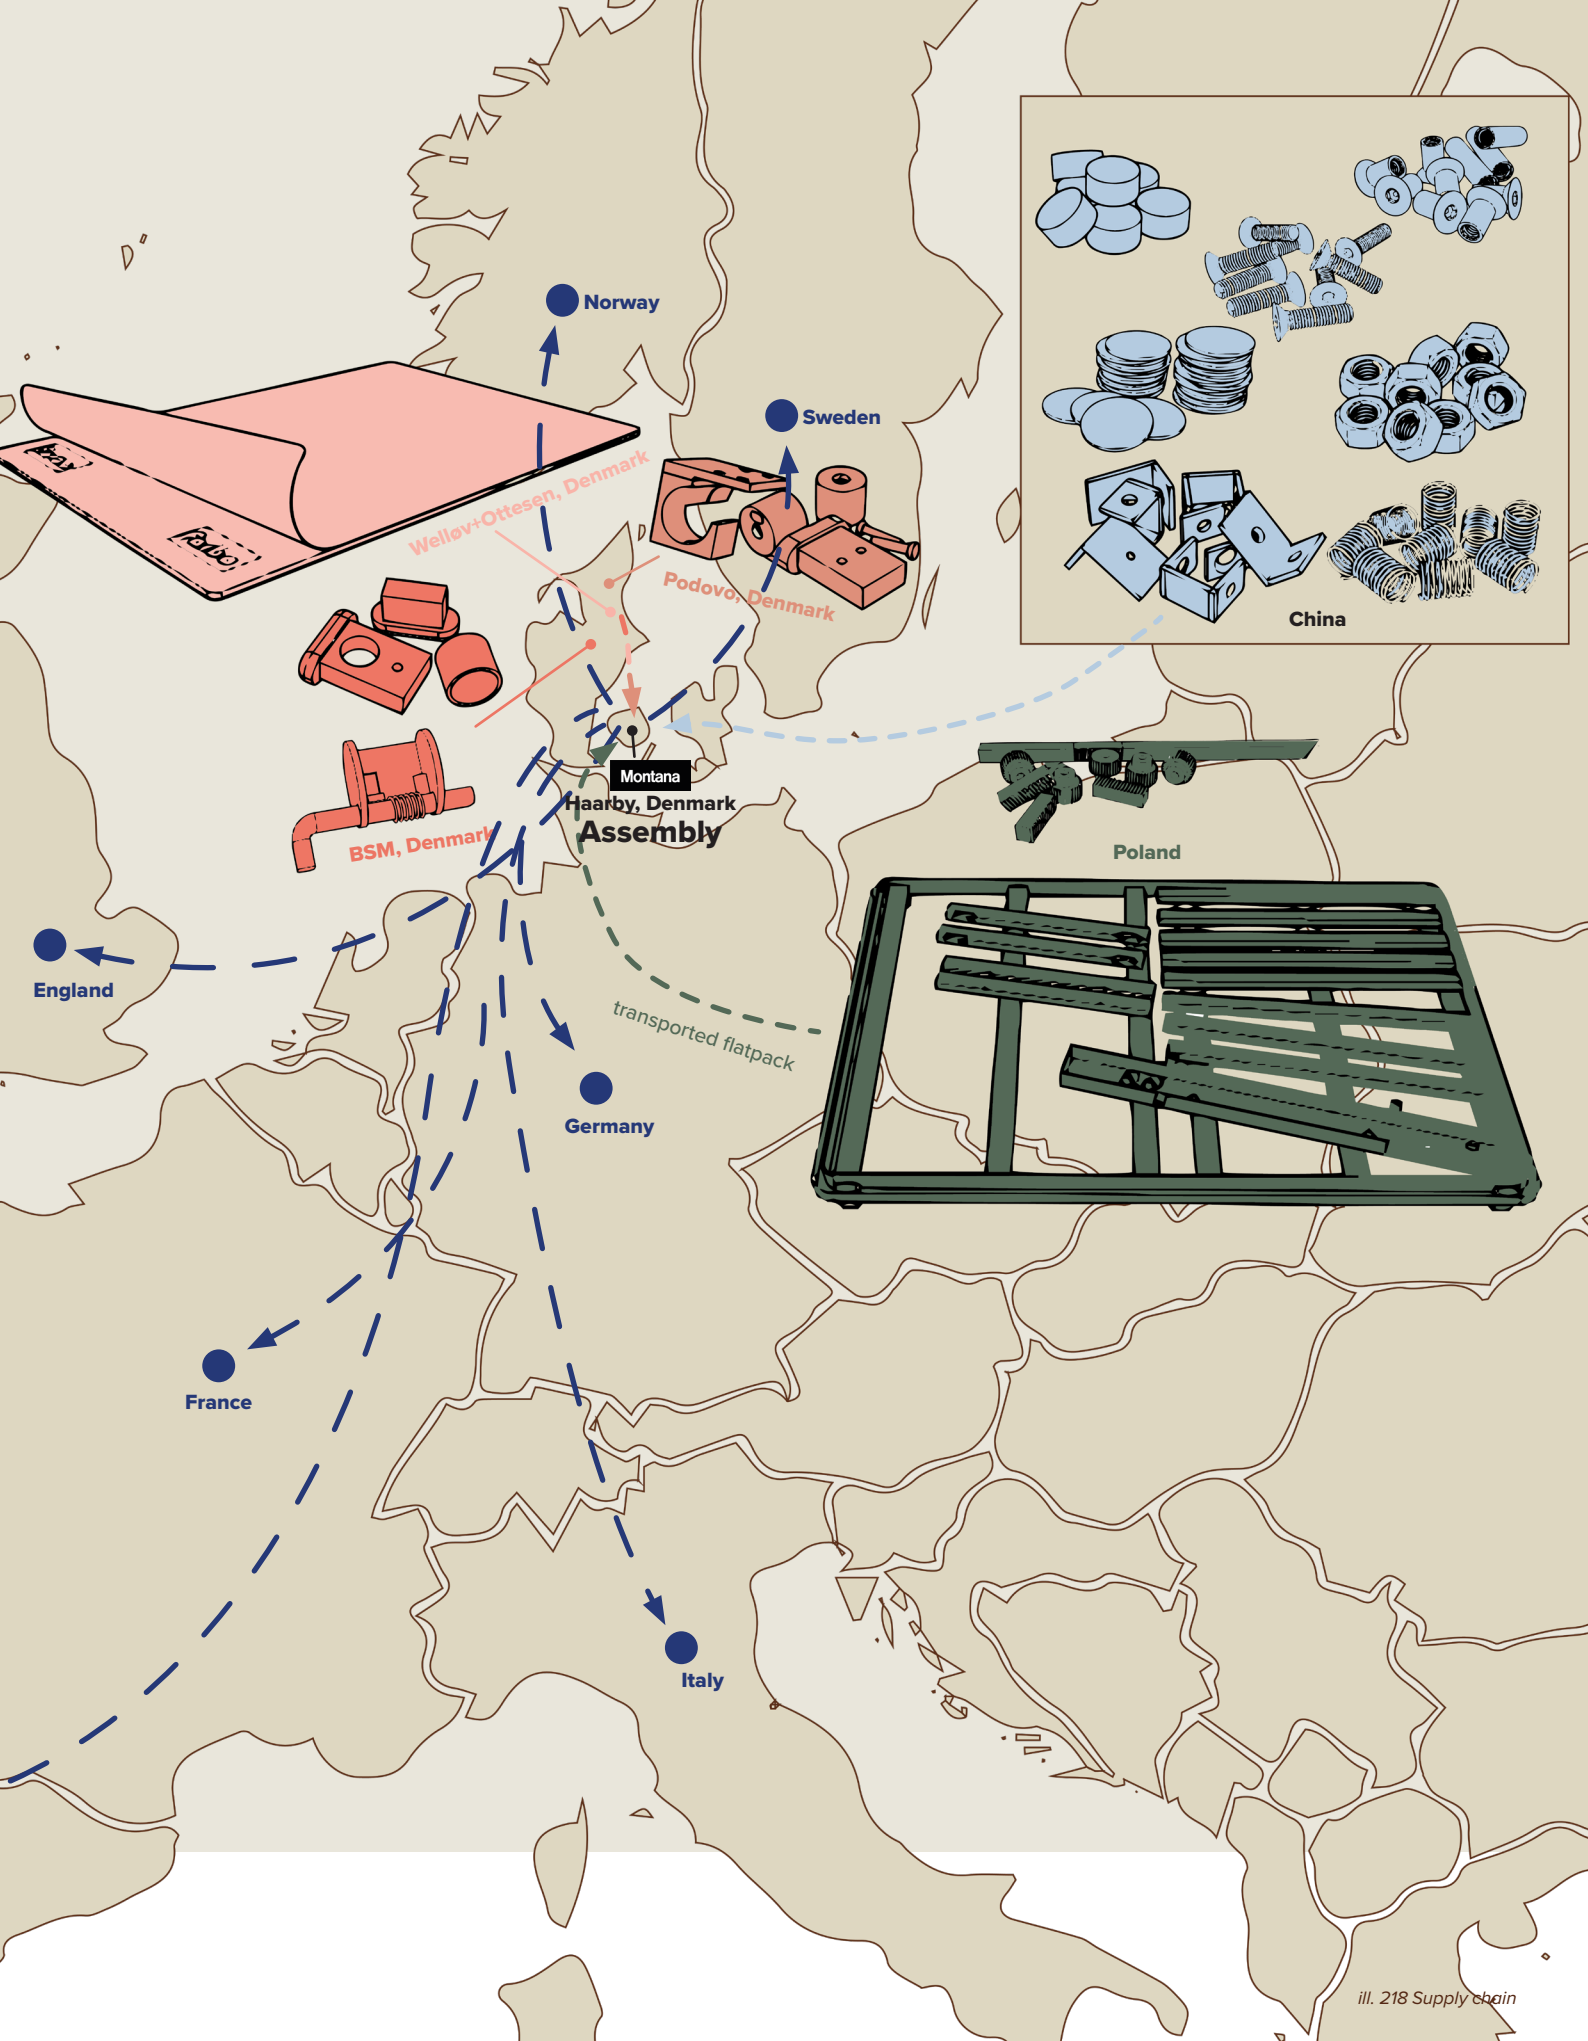 China
Norway
Sweden
Welløv+Ottesen, Denmark
Podovo, Denmark
Montana
Haarby, Denmark
Assembly
BSM, Denmark
Poland
England
transported flatpack
Germany
France
Italy
ill. 218 Supply chain